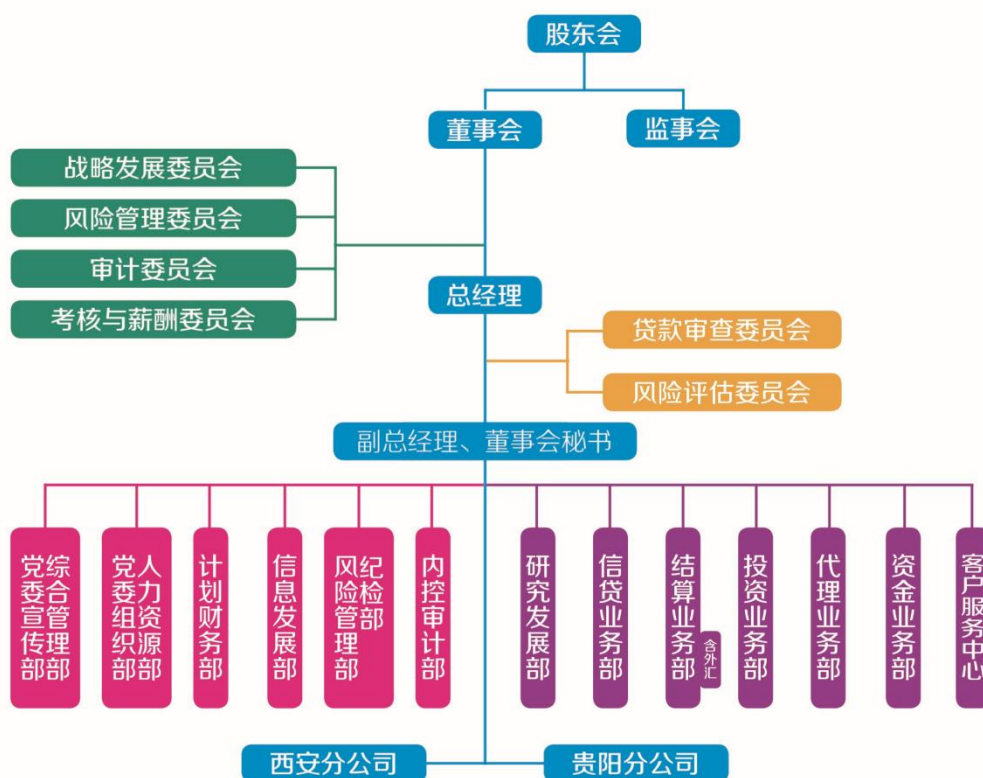 股东会
董事会
监事会
战略发展委员会
风险管理委员会
审计委员会
考核与薪酬委员会
总经理
贷款审查委员会
风险评估委员会
副总经理、董事会秘书
党委宣传部
综合管理部
党委组织部
人力资源部
计划财务部
信息发展部
风险管理部
纪检部
内控审计部
研究发展部
信贷业务部
结算业务部
含外汇
投资业务部
代理业务部
资金业务部
客户服务中心
西安分公司
贵阳分公司